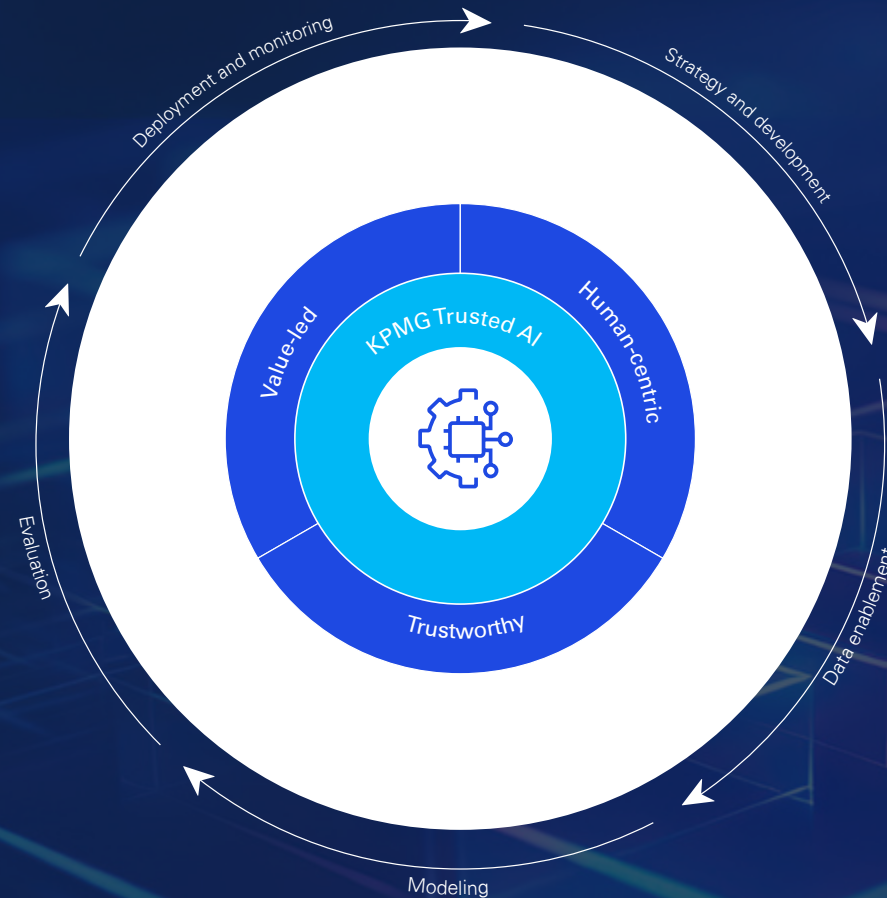 Deployment and monitoring
Strategy and development
Value-led
KPMG Trusted AI
Human-centric
Evaluation
Data enablement
Trustworthy
Modeling